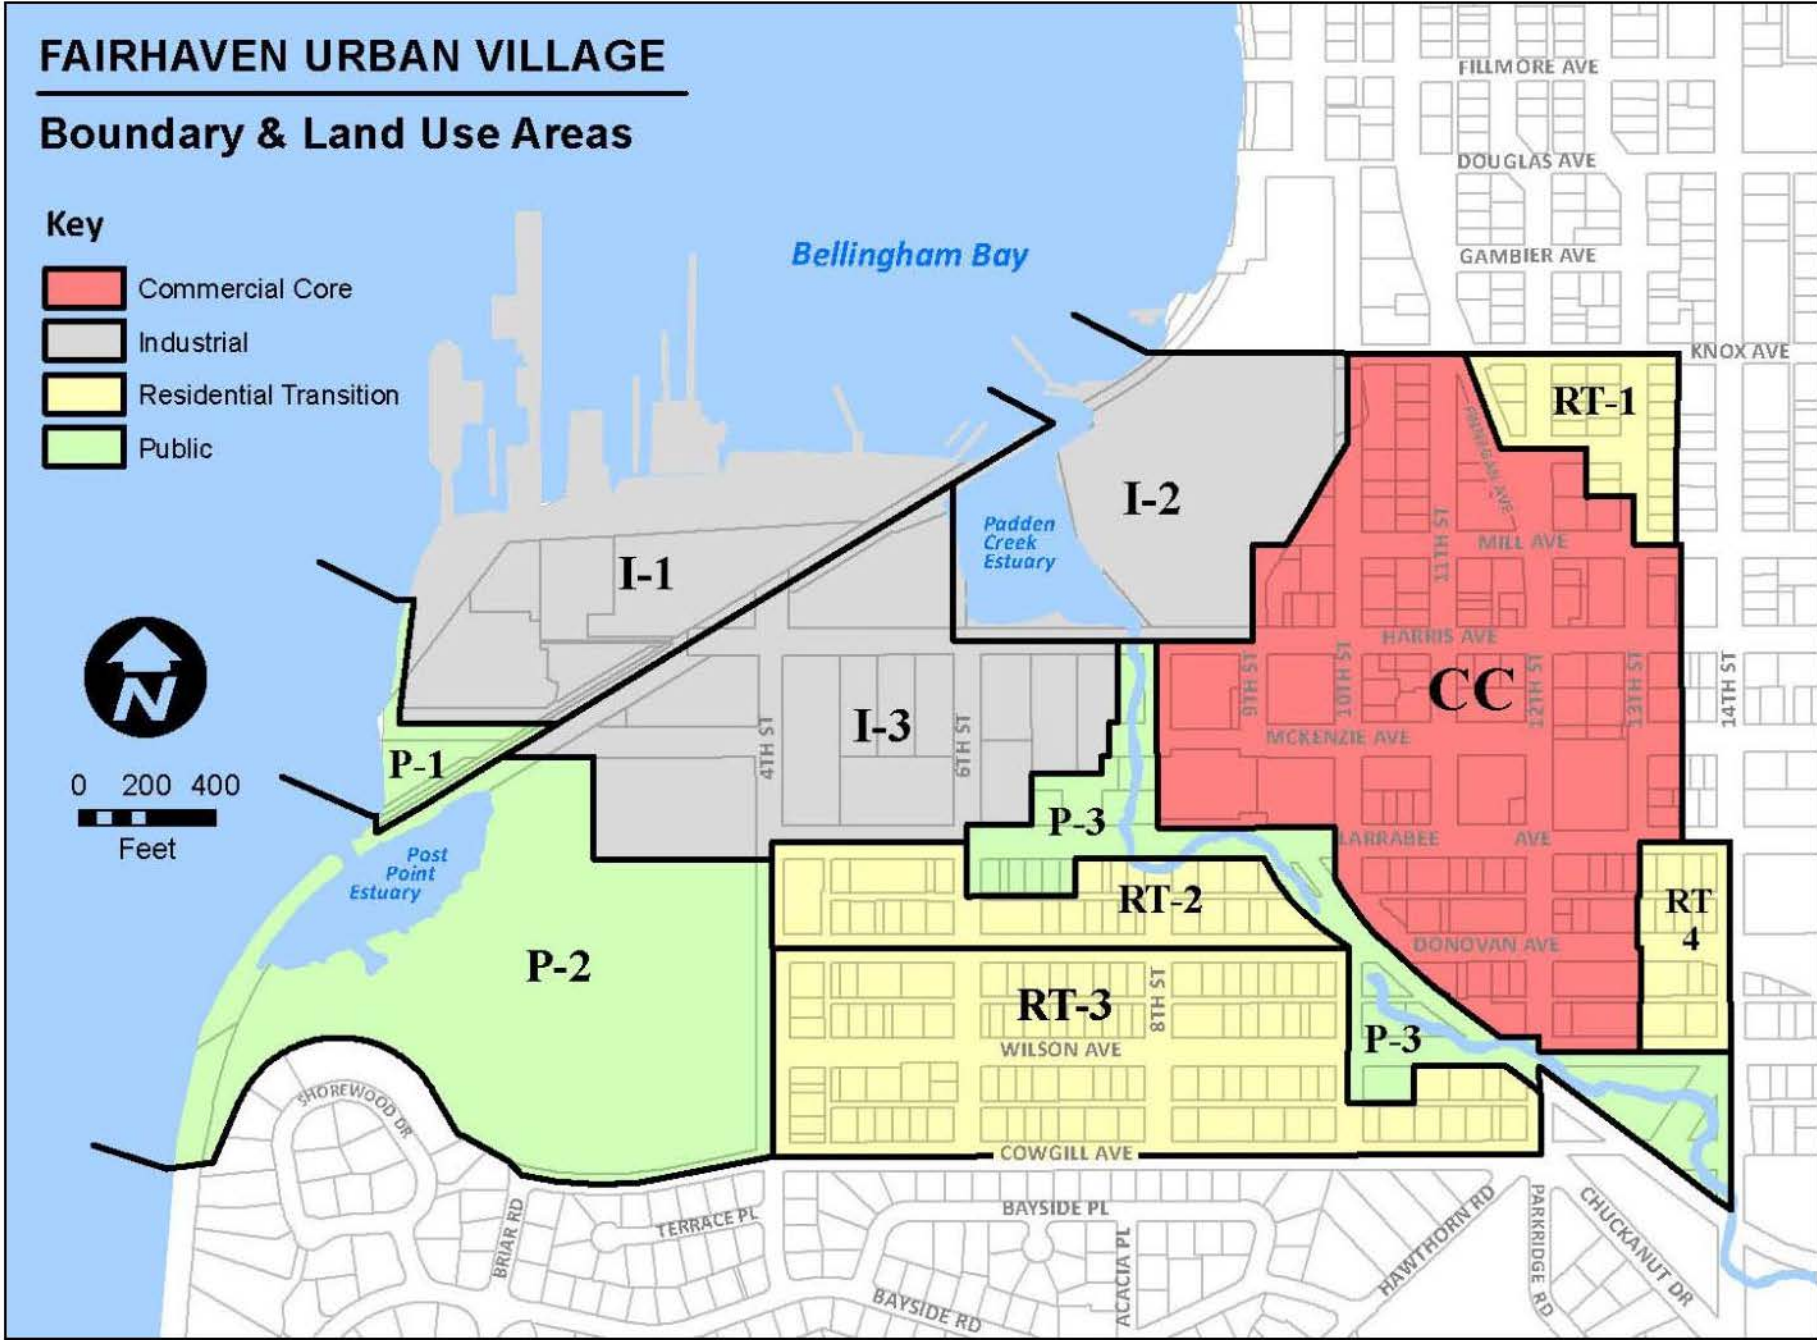 FAIRHAVEN URBAN VILLAGE
Boundary & Land Use Areas
Key
Commercial Core
Industrial
Residential Transition
Public
Bellingham Bay
FILLMORE AVE
DOUGLAS AVE
GAMBIER AVE
KNOX AVE
RT-1
FINNEGAN AVE
I-2
Padden
Creek
Estuary
11TH ST
MILL AVE
I-1
HARRIS AVE
CC
9TH ST
10TH ST
12TH ST
13TH ST
14TH ST
MCKENZIE AVE
I-3
4TH ST
6TH ST
N
0 200 400
Feet
P-1
P-3
LARRABEE AVE
Post
Point
Estuary
RT-2
RT
4
DONOVAN AVE
P-2
RT-3
8TH ST
WILSON AVE
P-3
SHOREWOOD DR
COWGILL AVE
BRIAR RD
TERRACE PL
BAYSIDE PL
ACACIA PL
HAWTHORN RD
PARKRIDGE RD
CHUCKANUT DR
BAYSIDE RD